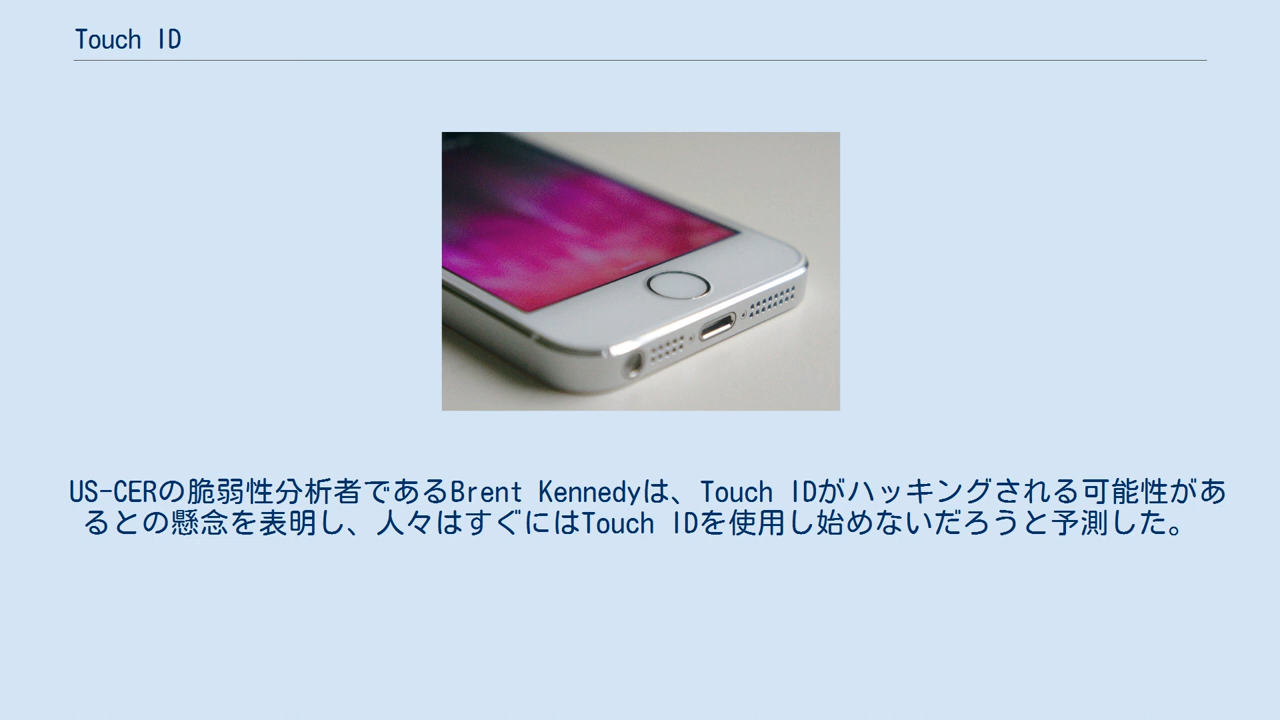 Touch ID
US-CERの脆弱性分析者であるBrent Kennedyは、Touch IDがハッキングされる可能性があ
るとの懸念を表明し、人々はすぐにはTouch IDを使用し始めないだろうと予測した。